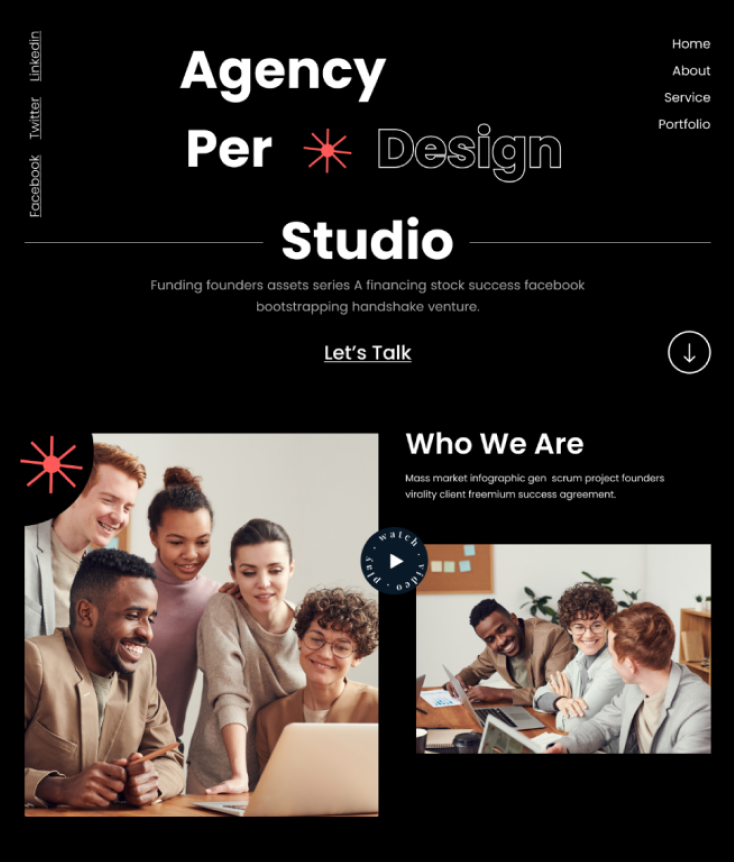 Linkedin
Twitter
Facebook
Agency
Per Design
Studio
Home
About
Service
Portfolio
Funding founders assets series A financing stock success facebook
bootstrapping handshake venture.
Let's Talk
Who We Are
Mass market infographic gen scrum project founders
virality client freemium success agreement.
watch · video · play ·